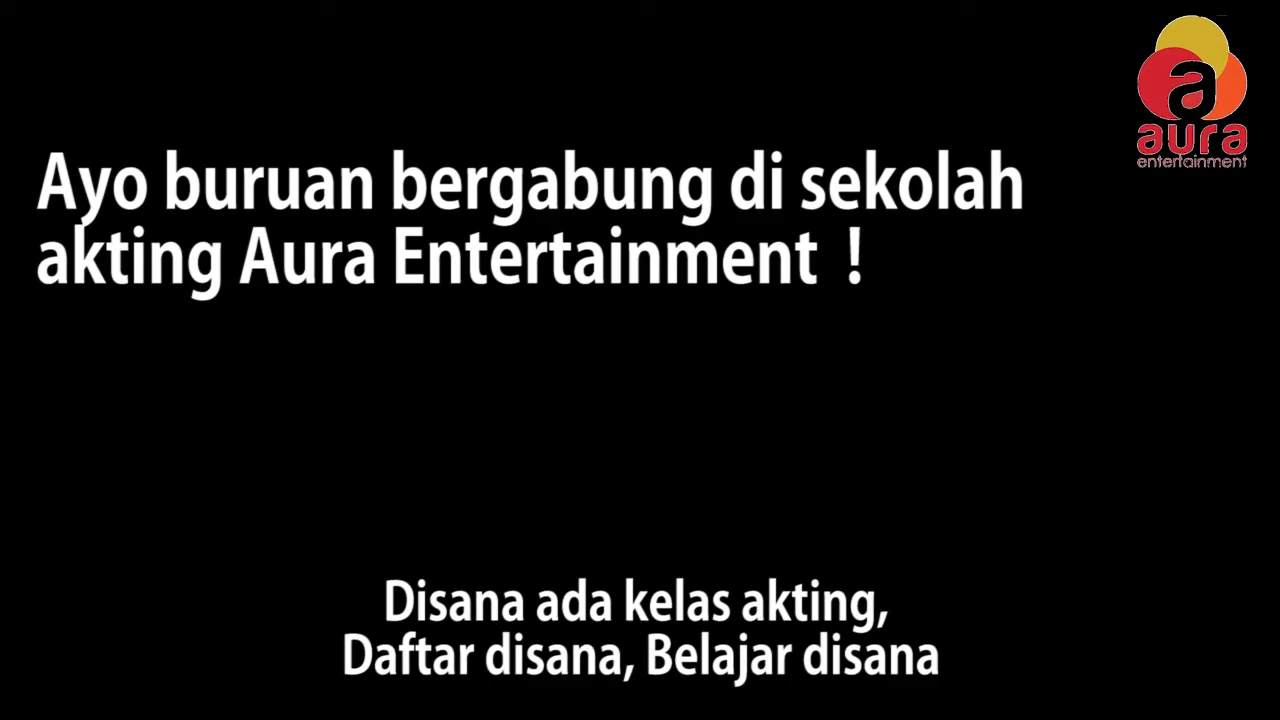 a
aura
entertainment
Ayo buruan bergabung di sekolah
akting Aura Entertainment !
Disana ada kelas akting,
Daftar disana, Belajar disana